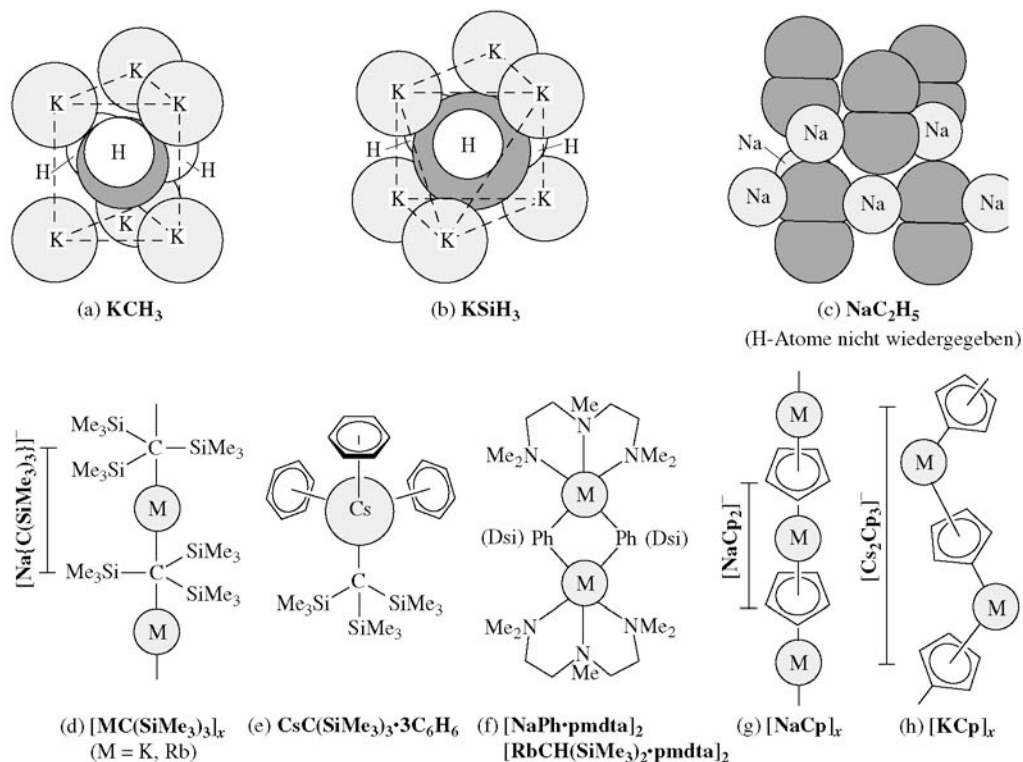 K
K
K
H
H
H
K
K
K
(a) KCH₃
K
K
K
H
H
H
K
K
K
(b) KSiH₃
Na
Na
Na
Na
Na
Na
(c) NaC₂H₅
(H-Atome nicht wiedergegeben)
[Na{C(SiMe₃)₃}]⁻
Me₃Si
C
SiMe₃
Me₃Si
M
SiMe₃
Me₃Si
C
SiMe₃
M
(d) [MC(SiMe₃)₃]ₓ
(M = K, Rb)
Cs
C
Me₃Si
SiMe₃
SiMe₃
(e) CsC(SiMe₃)₃•3C₆H₆
Me
N
Me₂N
NMe₂
M
(Dsi) Ph
Ph (Dsi)
M
Me₂N
NMe₂
N
Me
(f) [NaPh•pmdta]₂
[RbCH(SiMe₃)₂•pmdta]₂
M
[NaCp₂]⁻
M
M
(g) [NaCp]ₓ
[Cs₂Cp₃]⁻
M
M
(h) [KCp]ₓ